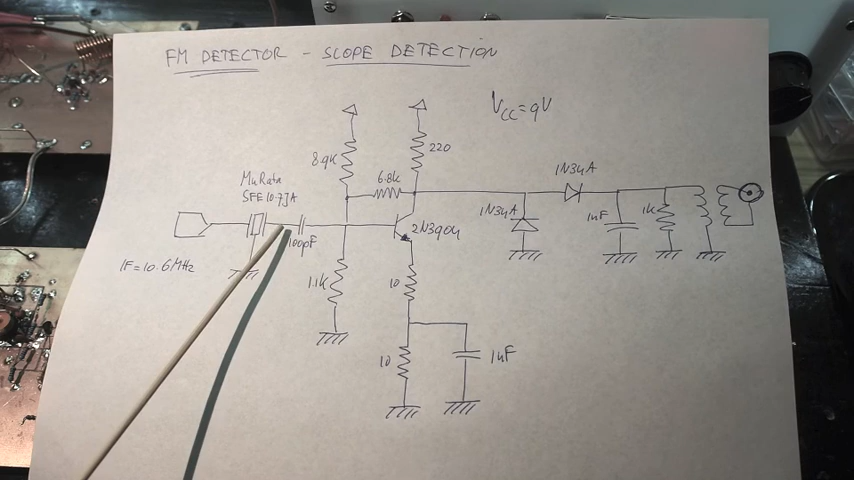 FM DETECTOR - SCOPE DETECTION
VCC=9V
8.9K
220
1N34A
MuRata
SFE10.7JA
6.8k
1N34A
2N3904
1nF
1k
100pF
IF=10.6MHz
1.1K
10
10
1nF